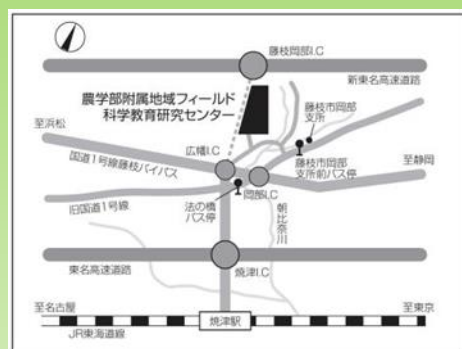 藤枝岡部I.C
新東名高速道路
農学部附属地域フィールド
科学教育研究センター
藤枝市岡部
支所
至浜松
広幡I.C
国道1号線藤枝バイパス
藤枝市岡部
支所前バス停
至静岡
岡部I.C
旧国道1号線
法の橋
バス停
朝比奈川
東名高速道路
焼津I.C
至名古屋
至東京
焼津駅
JR東海道線